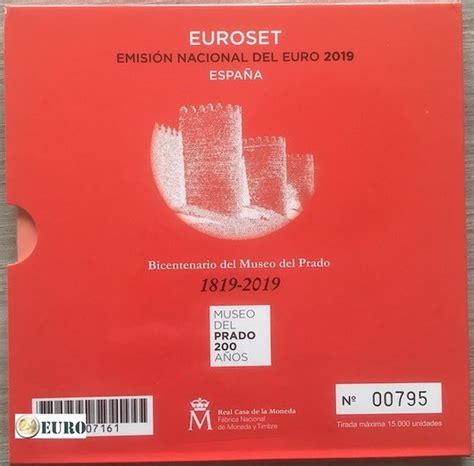 EUROSET
EMISIÓN NACIONAL DEL EURO 2019
ESPAÑA
Bicentenario del Museo del Prado
1819-2019
MUSEO
DEL
PRADO 200
AÑOS
Real Casa de la Moneda
Fábrica Nacional
de Moneda y Timbre
Nº 00795
Tirada máxima 15.000 unidades
07161
EURO